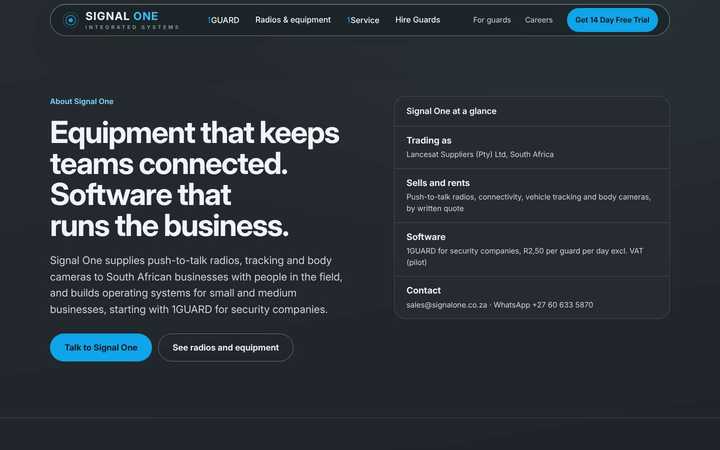 SIGNAL ONE
INTEGRATED SYSTEMS
1GUARD
Radios & equipment
1Service
Hire Guards
For guards
Careers
Get 14 Day Free Trial
About Signal One
Equipment that keeps
teams connected.
Software that
runs the business.
Signal One supplies push-to-talk radios, tracking and body
cameras to South African businesses with people in the field,
and builds operating systems for small and medium
businesses, starting with 1GUARD for security companies.
Talk to Signal One
See radios and equipment
Signal One at a glance
Trading as
Lancesat Suppliers (Pty) Ltd, South Africa
Sells and rents
Push-to-talk radios, connectivity, vehicle tracking and body cameras,
by written quote
Software
1GUARD for security companies, R2,50 per guard per day excl. VAT
(pilot)
Contact
sales@signalone.co.za · WhatsApp +27 60 633 5870